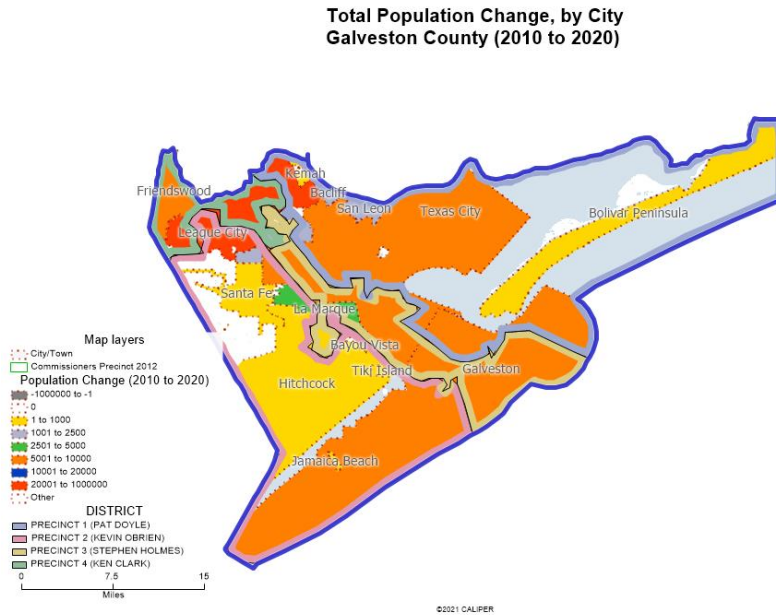 Total Population Change, by City
Galveston County (2010 to 2020)
Kemah
Friendswood
Bacliff
San Leon
Texas City
Bolivar Peninsula
League City
Santa Fe
La Marque
Bayou Vista
Tiki Island
Galveston
Hitchcock
Jamaica Beach
Map layers
City/Town
Commissioners Precinct 2012
Population Change (2010 to 2020)
-1000000 to -1
0
1 to 1000
1001 to 2500
2501 to 5000
5001 to 10000
10001 to 20000
20001 to 1000000
Other
DISTRICT
PRECINCT 1 (PAT DOYLE)
PRECINCT 2 (KEVIN OBRIEN)
PRECINCT 3 (STEPHEN HOLMES)
PRECINCT 4 (KEN CLARK)
0 7.5 15
Miles
©2021 CALIPER